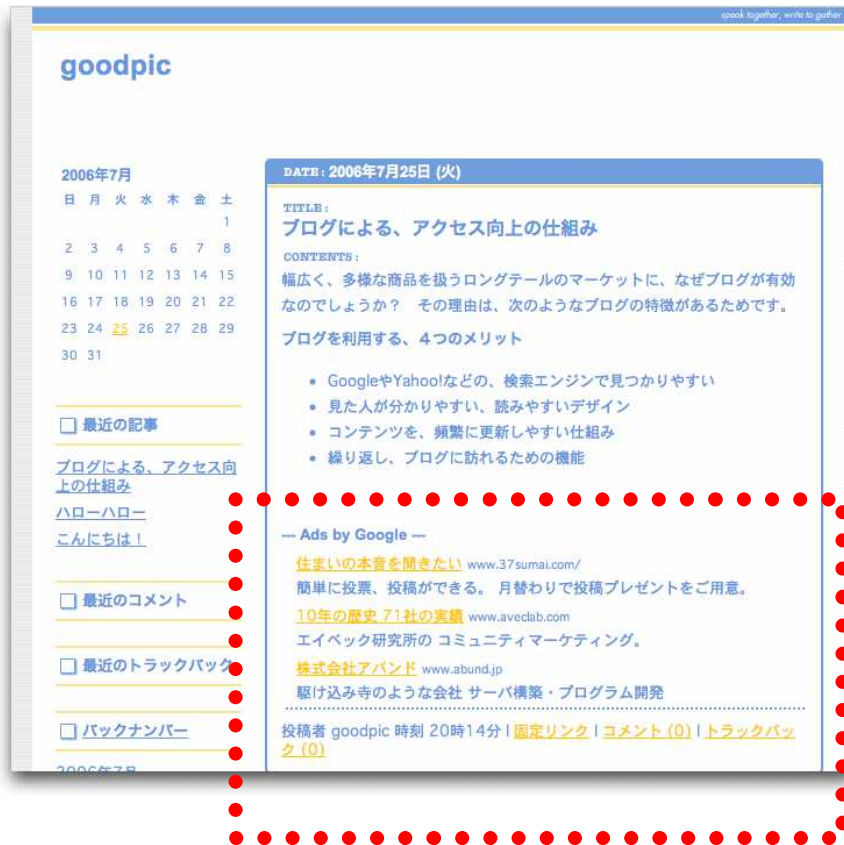 speak together, write to gather
goodpic
2006年7月
日 月 火 水 木 金 土
1
2 3 4 5 6 7 8
9 10 11 12 13 14 15
16 17 18 19 20 21 22
23 24 25 26 27 28 29
30 31
最近の記事
ブログによる、アクセス向
上の仕組み
ハローハロー
こんにちは！
最近のコメント
最近のトラックバック
バックナンバー
2006年7月
DATE: 2006年7月25日 (火)
TITLE:
ブログによる、アクセス向上の仕組み
CONTENTS:
幅広く、多様な商品を扱うロングテールのマーケットに、なぜブログが有効
なのでしょうか？　その理由は、次のようなブログの特徴があるためです。
ブログを利用する、４つのメリット
• GoogleやYahoo!などの、検索エンジンで見つかりやすい
• 見た人が分かりやすい、読みやすいデザイン
• コンテンツを、頻繁に更新しやすい仕組み
• 繰り返し、ブログに訪れるための機能
--- Ads by Google ---
住まいの本音を聞きたい www.37sumai.com/
簡単に投票、投稿ができる。 月替わりで投稿プレゼントをご用意。
10年の歴史 71社の実績 www.aveclab.com
エイベック研究所の コミュニティマーケティング。
株式会社アバンド www.abund.jp
駆け込み寺のような会社 サーバ構築・プログラム開発
投稿者 goodpic 時刻 20時14分 | 固定リンク | コメント (0) | トラックバッ
ク (0)